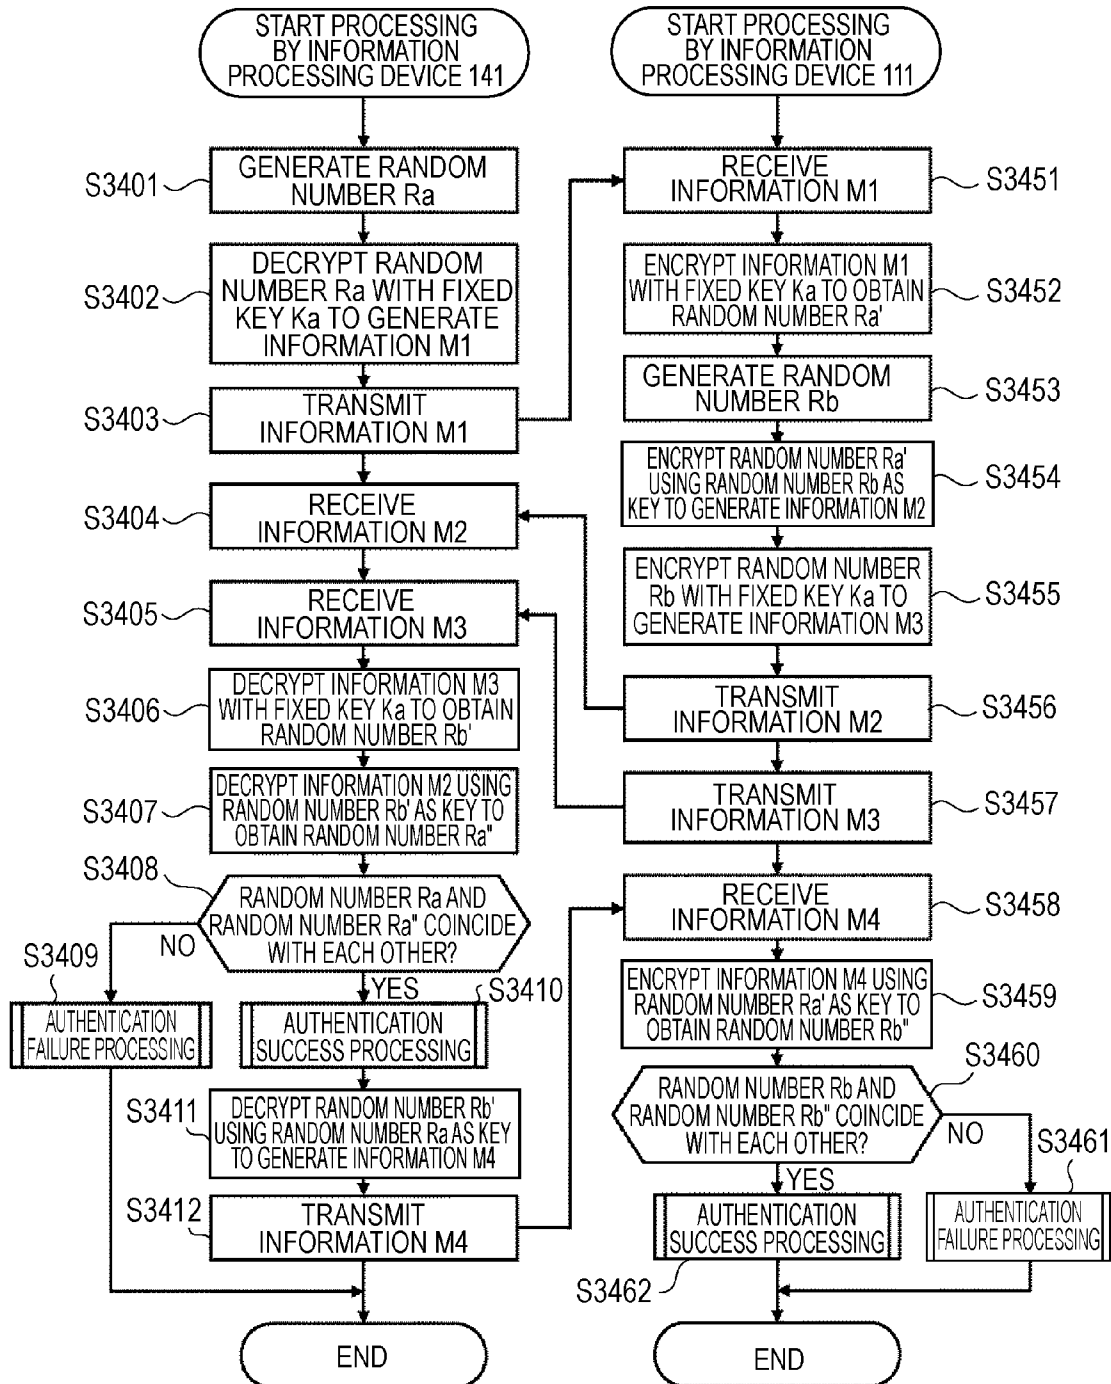 START PROCESSING
BY INFORMATION
PROCESSING DEVICE 141
S3401
GENERATE RANDOM
NUMBER Ra
S3402
DECRYPT RANDOM
NUMBER Ra WITH FIXED
KEY Ka TO GENERATE
INFORMATION M1
S3403
TRANSMIT
INFORMATION M1
S3404
RECEIVE
INFORMATION M2
S3405
RECEIVE
INFORMATION M3
S3406
DECRYPT INFORMATION M3
WITH FIXED KEY Ka TO OBTAIN
RANDOM NUMBER Rb'
S3407
DECRYPT INFORMATION M2 USING
RANDOM NUMBER Rb' AS KEY TO
OBTAIN RANDOM NUMBER Ra"
S3408
RANDOM NUMBER Ra AND
RANDOM NUMBER Ra" COINCIDE
WITH EACH OTHER?
NO
YES
S3409
AUTHENTICATION
FAILURE PROCESSING
S3410
AUTHENTICATION
SUCCESS PROCESSING
S3411
DECRYPT RANDOM NUMBER Rb'
USING RANDOM NUMBER Ra AS KEY
TO GENERATE INFORMATION M4
S3412
TRANSMIT
INFORMATION M4
END
START PROCESSING
BY INFORMATION
PROCESSING DEVICE 111
RECEIVE
INFORMATION M1
S3451
ENCRYPT INFORMATION M1
WITH FIXED KEY Ka TO OBTAIN
RANDOM NUMBER Ra'
S3452
GENERATE RANDOM
NUMBER Rb
S3453
ENCRYPT RANDOM NUMBER Ra'
USING RANDOM NUMBER Rb AS
KEY TO GENERATE INFORMATION M2
S3454
ENCRYPT RANDOM NUMBER
Rb WITH FIXED KEY Ka TO
GENERATE INFORMATION M3
S3455
TRANSMIT
INFORMATION M2
S3456
TRANSMIT
INFORMATION M3
S3457
RECEIVE
INFORMATION M4
S3458
ENCRYPT INFORMATION M4 USING
RANDOM NUMBER Ra' AS KEY TO
OBTAIN RANDOM NUMBER Rb"
S3459
S3460
RANDOM NUMBER Rb AND
RANDOM NUMBER Rb" COINCIDE
WITH EACH OTHER?
NO
YES
S3461
AUTHENTICATION
FAILURE PROCESSING
AUTHENTICATION
SUCCESS PROCESSING
S3462
END